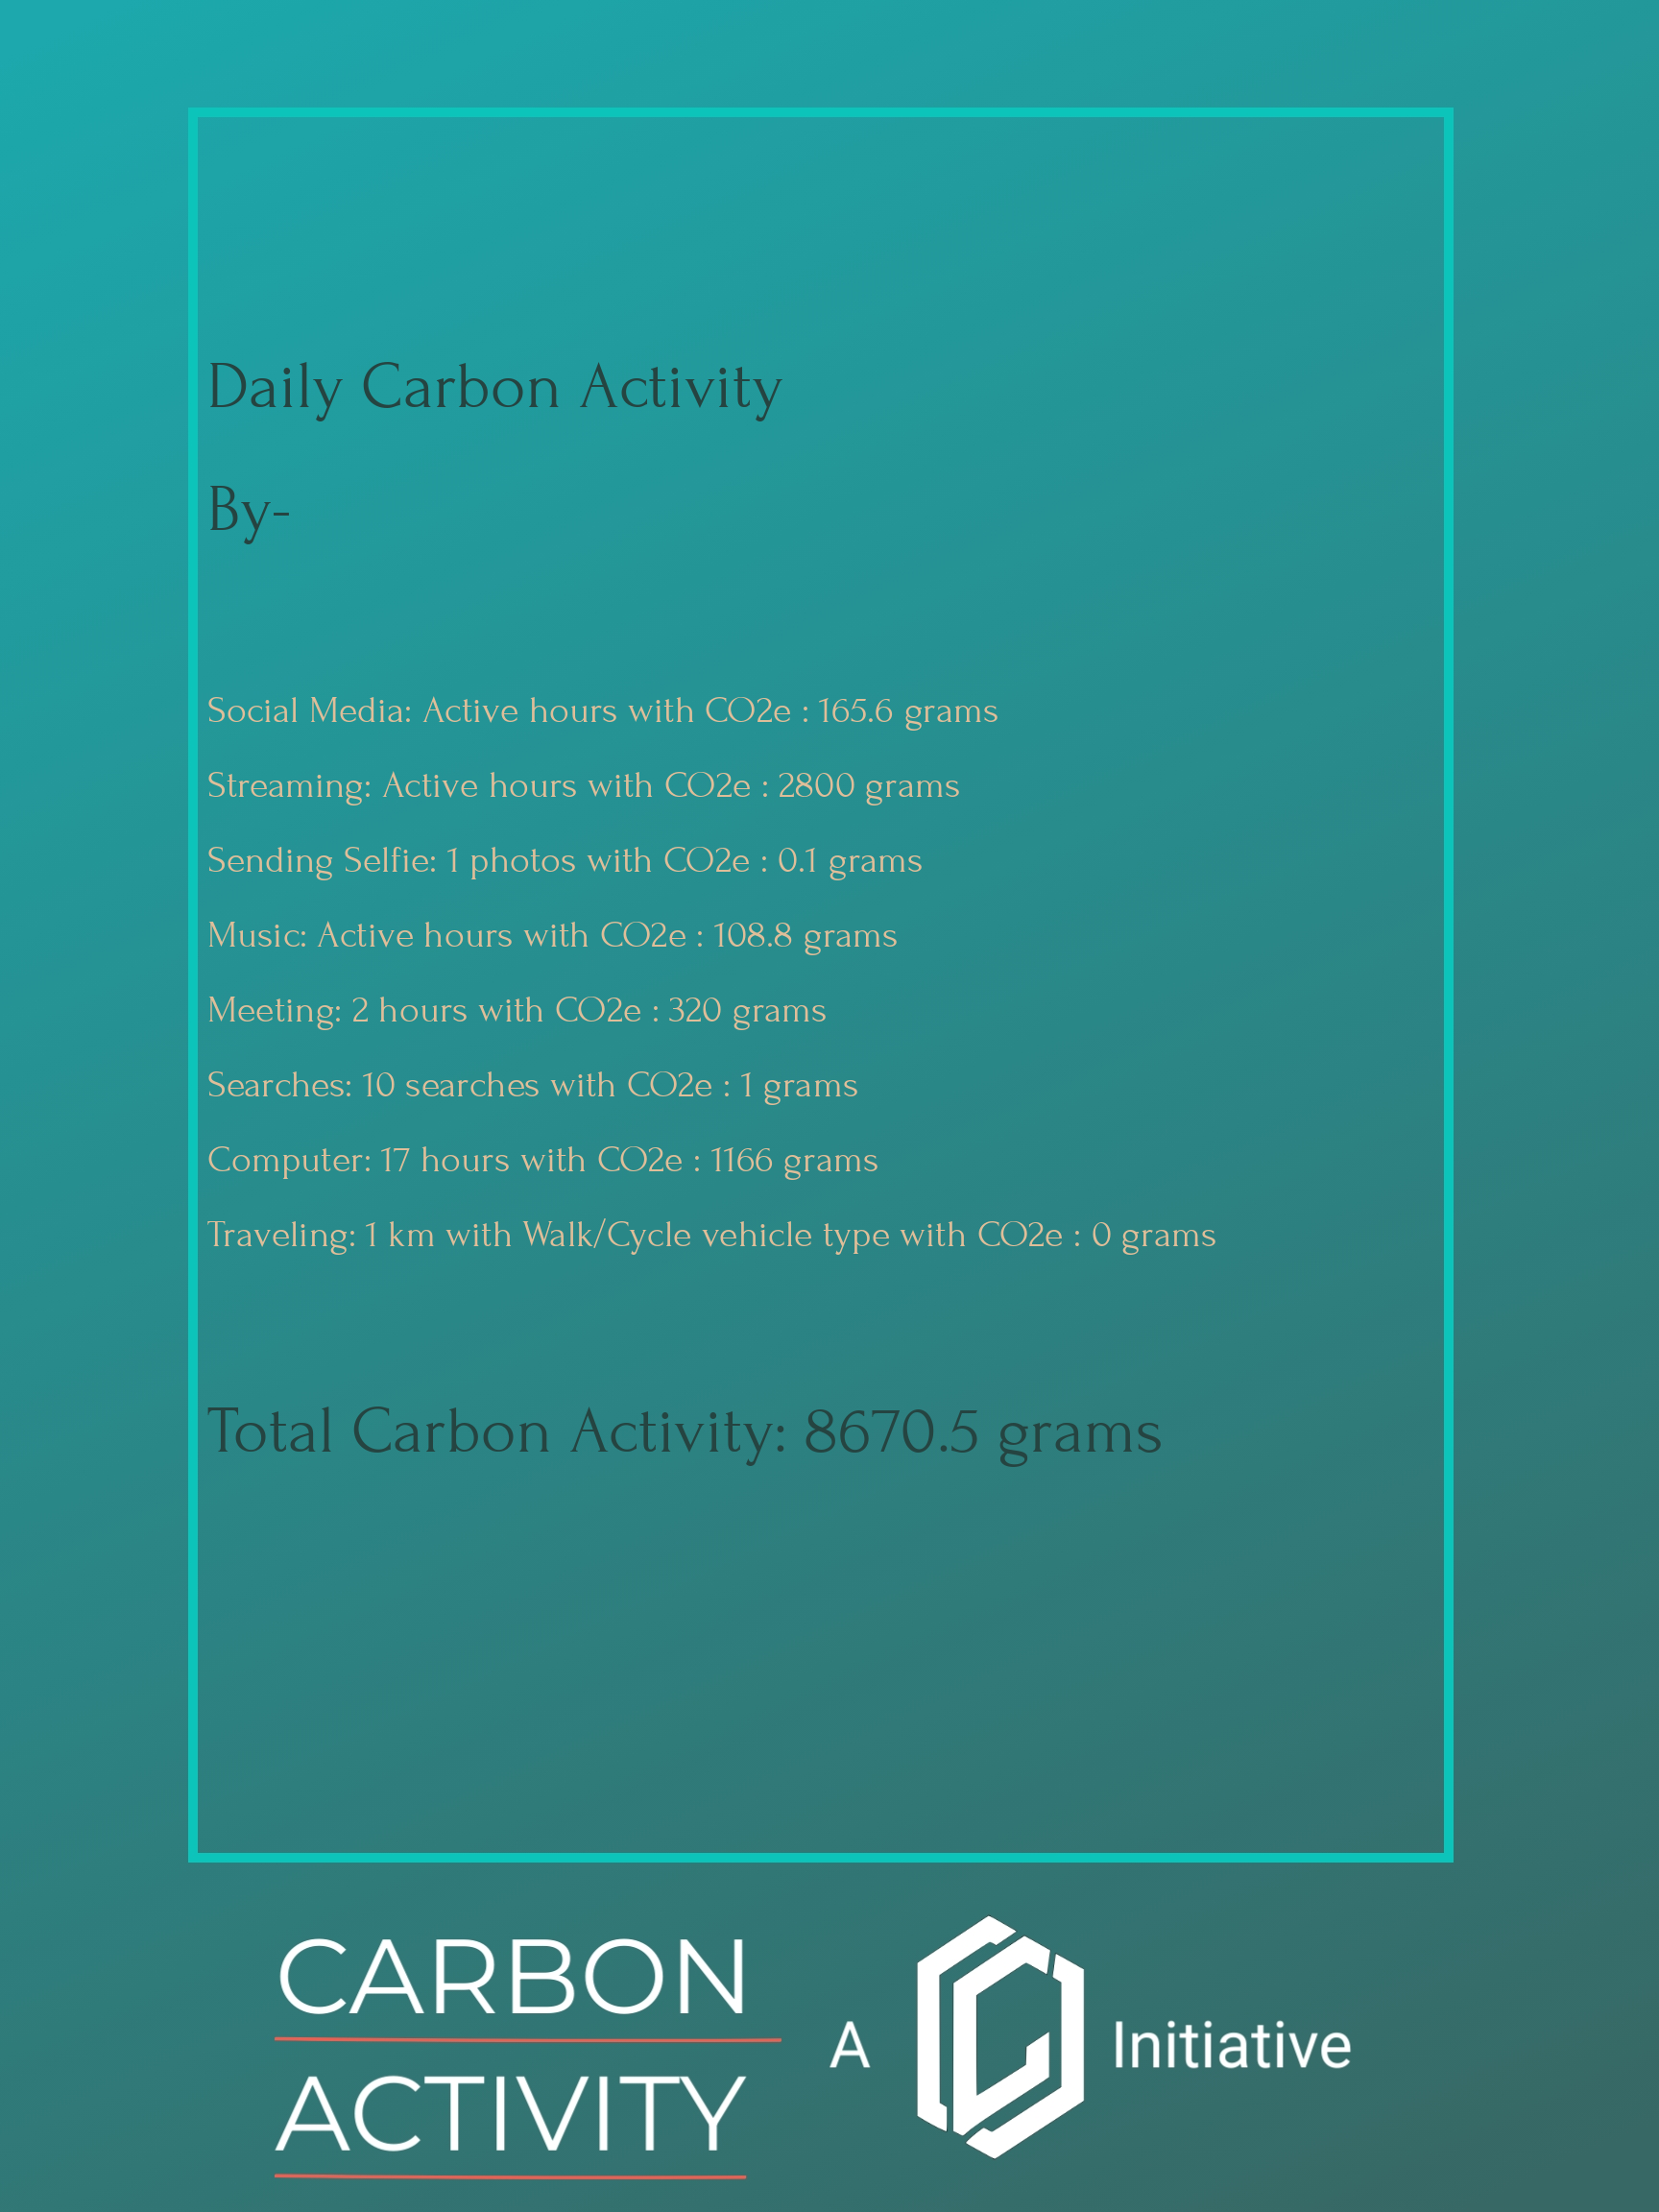 Daily Carbon Activity
By-
Social Media: Active hours with CO2e : 165.6 grams
Streaming: Active hours with CO2e : 2800 grams
Sending Selfie: 1 photos with CO2e : 0.1 grams
Music: Active hours with CO2e : 108.8 grams
Meeting: 2 hours with CO2e : 320 grams
Searches: 10 searches with CO2e : 1 grams
Computer: 17 hours with CO2e : 1166 grams
Traveling: 1 km with Walk/Cycle vehicle type with CO2e : 0 grams
Total Carbon Activity: 8670.5 grams
CARBON
ACTIVITY
A Initiative